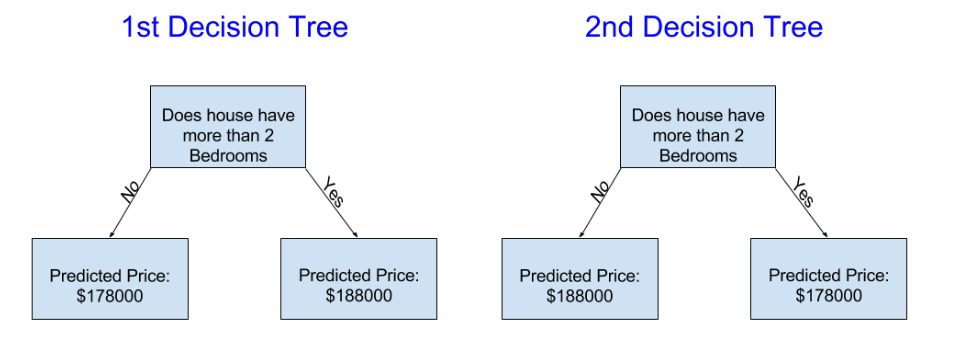 1st Decision Tree
Does house have
more than 2
Bedrooms
No
Yes
Predicted Price:
$178000
Predicted Price:
$188000
2nd Decision Tree
Does house have
more than 2
Bedrooms
No
Yes
Predicted Price:
$188000
Predicted Price:
$178000